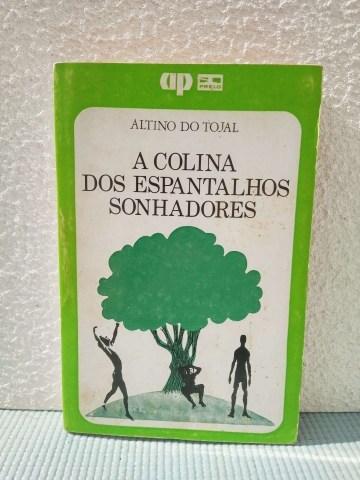 ap
PRELO
ALTINO DO TOJAL
A COLINA
DOS ESPANTALHOS
SONHADORES